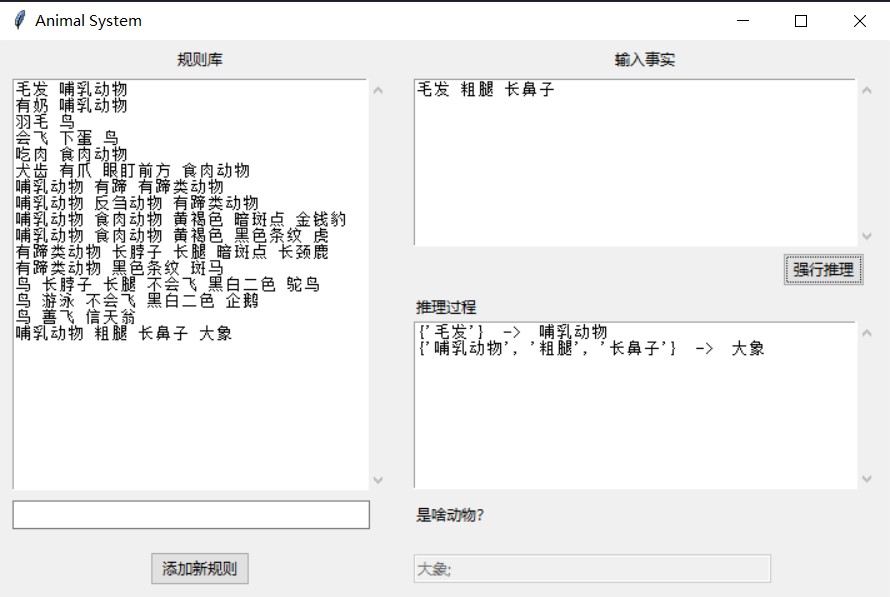 Animal System
规则库
毛发 哺乳动物
有奶 哺乳动物
羽毛 鸟
会飞 下蛋 鸟
吃肉 食肉动物
犬齿 有爪 眼盯前方 食肉动物
哺乳动物 有蹄 有蹄类动物
哺乳动物 反刍动物 有蹄类动物
哺乳动物 食肉动物 黄褐色 暗斑点 金钱豹
哺乳动物 食肉动物 黄褐色 黑色条纹 虎
有蹄类动物 长脖子 长腿 暗斑点 长颈鹿
有蹄类动物 黑色条纹 斑马
鸟 长脖子 长腿 不会飞 黑白二色 鸵鸟
鸟 游泳 不会飞 黑白二色 企鹅
鸟 善飞 信天翁
哺乳动物 粗腿 长鼻子 大象
添加新规则
输入事实
毛发 粗腿 长鼻子
强行推理
推理过程
{'毛发'} -> 哺乳动物
{'哺乳动物', '粗腿', '长鼻子'} -> 大象
是啥动物?
大象;